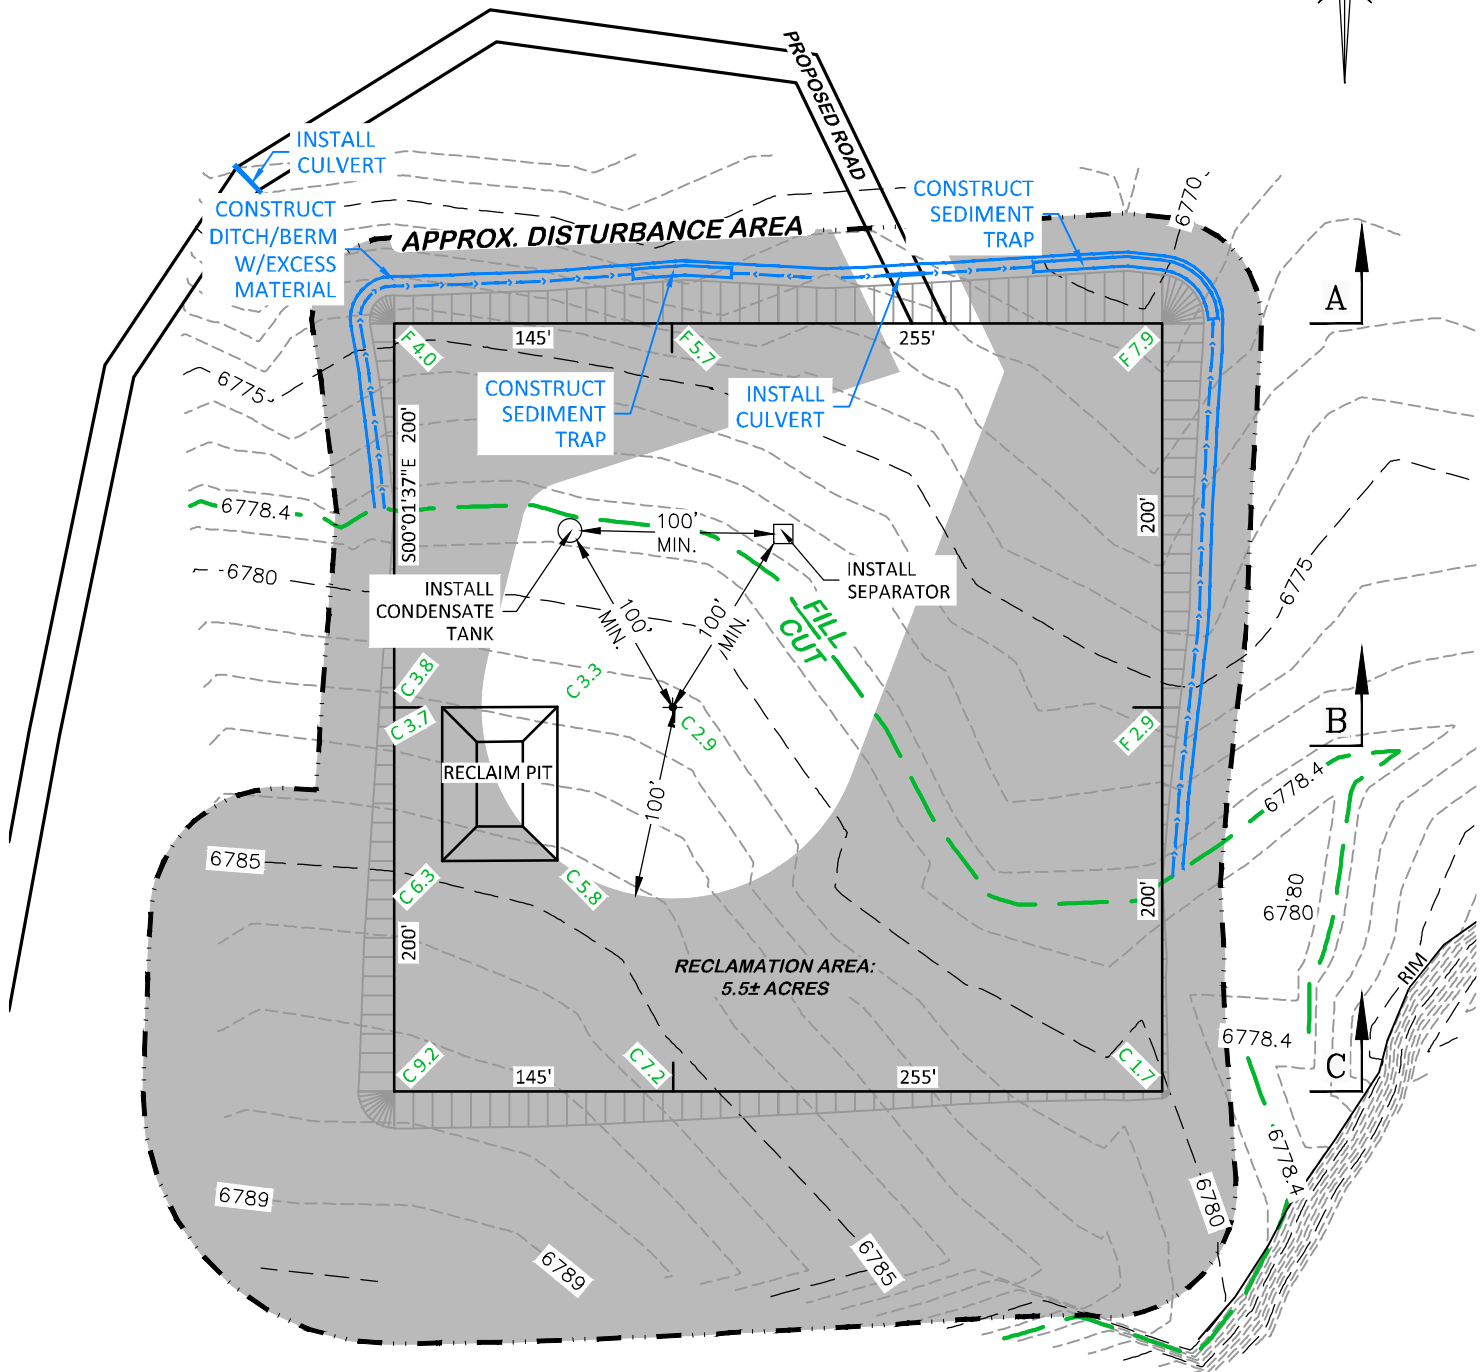 PROPOSED ROAD
INSTALL
CULVERT
CONSTRUCT
DITCH/BERM
W/EXCESS
MATERIAL
APPROX. DISTURBANCE AREA
CONSTRUCT
SEDIMENT
TRAP
6770
A
145'
255'
F 4.0
F 5.7
F 7.9
6775
CONSTRUCT
SEDIMENT
TRAP
INSTALL
CULVERT
S00°01'37"E 200'
6778.4
100'
MIN.
200'
6780
INSTALL
CONDENSATE
TANK
100'
MIN.
100'
MIN.
INSTALL
SEPARATOR
FILL
CUT
6775
C 3.8
C 3.3
C 3.7
C 2.9
F 2.9
B
RECLAIM PIT
100'
6778.4
6785
C 6.3
C 5.8
200'
200'
6780
'80
RECLAMATION AREA:
5.5± ACRES
RIM
6778.4
C
C 9.2
145'
C 7.2
255'
C 1.7
6778.4
6789
6789
6785
6780